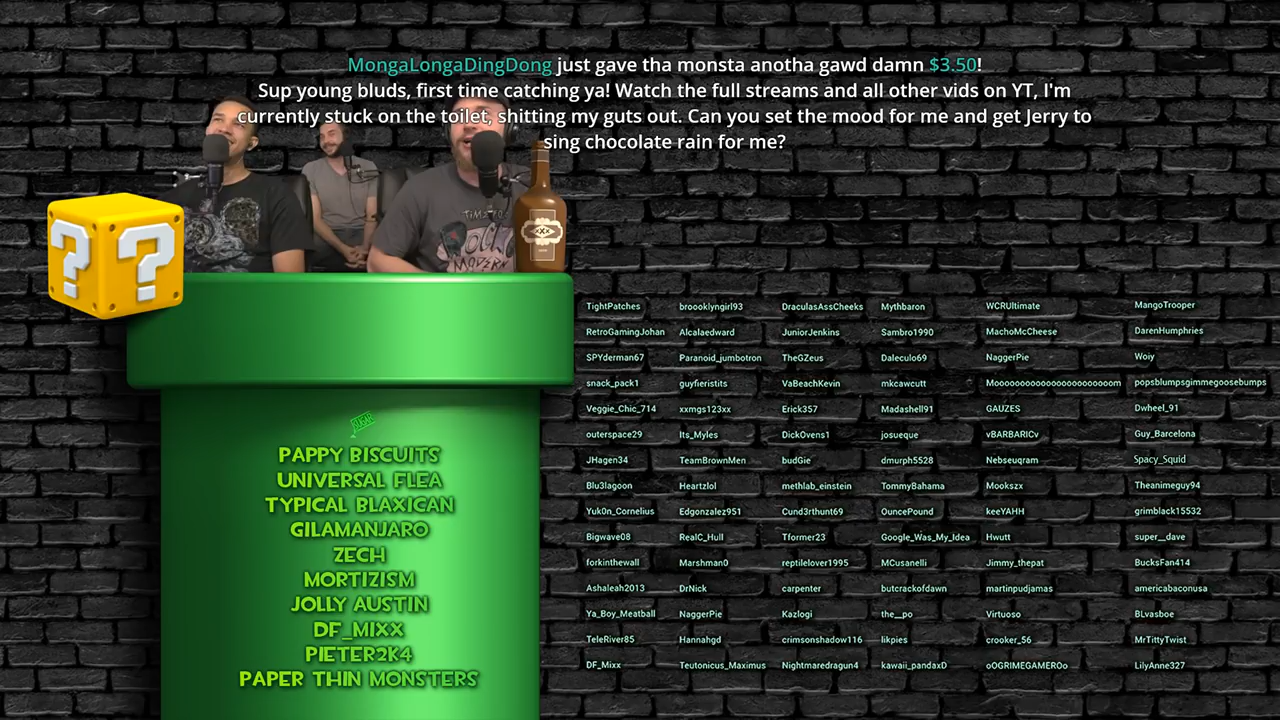 MongaLongaDingDong just gave tha monsta anotha gawd damn $3.50!
Sup young bluds, first time catching ya! Watch the full streams and all other vids on YT, I'm
currently stuck on the toilet, shitting my guts out. Can you set the mood for me and get Jerry to
sing chocolate rain for me?
? ?
XXX
ROCKO'S
MODERN
SUGAR
PAPPY BISCUITS
UNIVERSAL FLEA
TYPICAL BLAXICAN
GILAMANJARO
ZECH
MORTIZISM
JOLLY AUSTIN
DF_MIXX
PIETER2K4
PAPER THIN MONSTERS
TightPatches broooklyngirl93 DraculasAssCheeks Mythbaron WCRUltimate MangoTrooper
RetroGamingJohan Alcalaedward JuniorJenkins Sambro1990 MachoMcCheese DarenHumphries
SPYderman67 Paranoid_jumbotron TheGZeus Daleculo69 NaggerPie Woiy
snack_pack1 guyfieristits VaBeachKevin mkcawcutt Mooooooooooooooooooooooom popsblumpsgimmegoosebumps
Veggie_Chic_714 xxmgs123xx Erick357 Madashell91 GAUZES Dwheel_91
outerspace29 Its_Myles DickOvens1 josueque vBARBARICv Guy_Barcelona
JHagen34 TeamBrownMen budGie dmurph5528 Nebseuqram Spacy_Squid
Blu3lagoon Heartzlol methlab_einstein TommyBahama Mookszx Theanimeguy94
Yuk0n_Cornelius Edgonzalez951 Cund3rthunt69 OuncePound keeYAHH grimblack15532
Bigwave08 RealC_Hull Tformer23 Google_Was_My_Idea Hwutt super__dave
forkinthewall Marshman0 reptilelover1995 MCusanelli Jimmy_thepat BucksFan414
Ashaleah2013 DrNick carpenter butcrackofdawn martinpudjamas americabaconusa
Ya_Boy_Meatball NaggerPie Kazlogi the__po Virtuoso BLvasboe
TeleRiver85 Hannahgd crimsonshadow116 likpies crooker_56 MrTittyTwist
DF_Mixx Teutonicus_Maximus Nightmaredragun4 kawaii_pandaxD oOGRIMEGAMEROo LilyAnne327